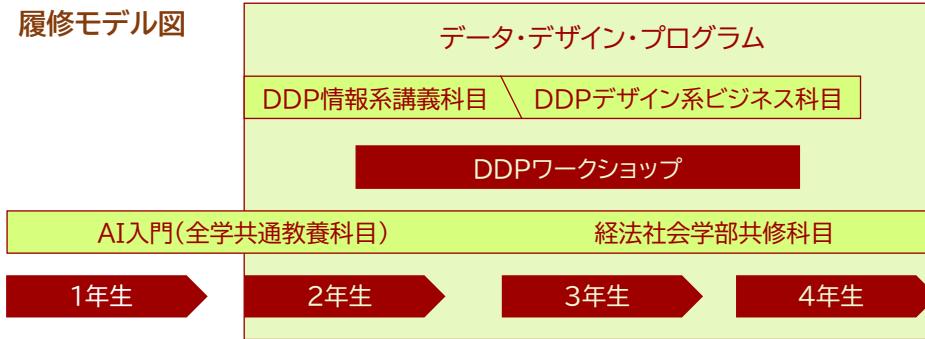 履修モデル図
データ・デザイン・プログラム
DDP情報系講義科目
DDPデザイン系ビジネス科目
DDPワークショップ
AI入門(全学共通教養科目)
経法社会学部共修科目
1年生
2年生
3年生
4年生